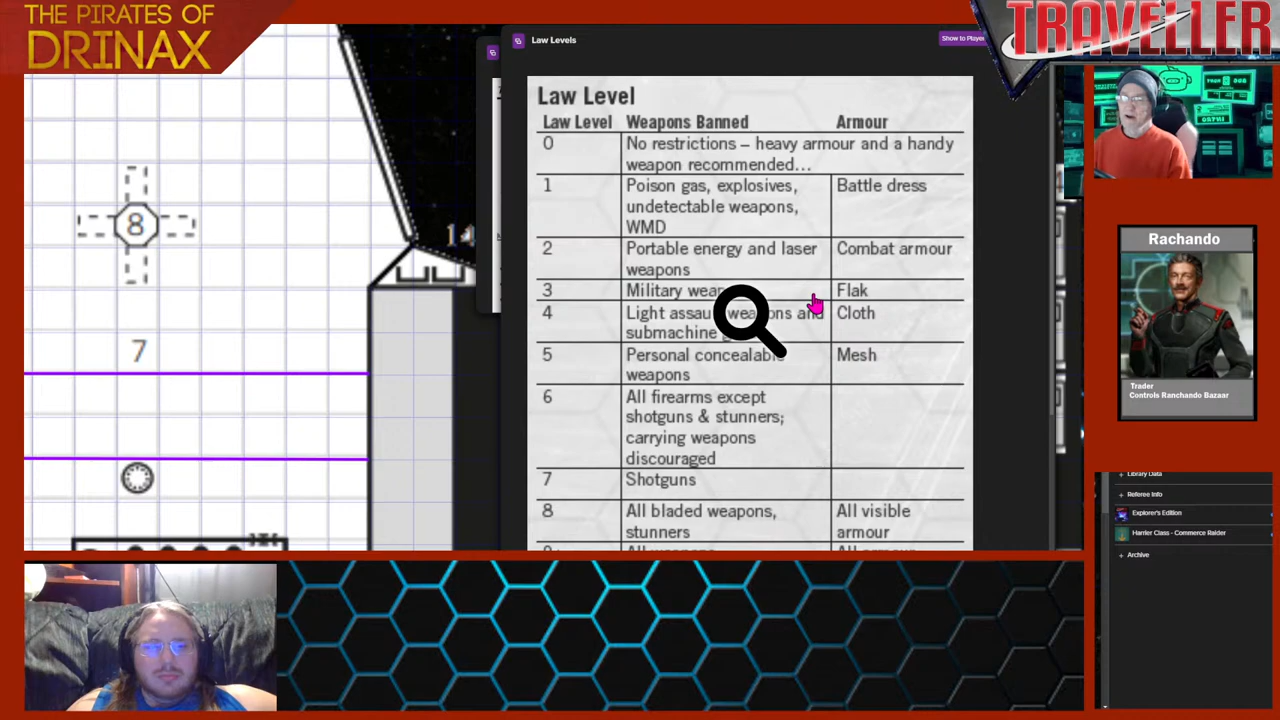 THE PIRATES OF
DRINAX
TRAVELLER
Law Levels
Show to Player
Law Level
Law Level Weapons Banned Armour
0 No restrictions – heavy armour and a handy
weapon recommended...
1 Poison gas, explosives, Battle dress
undetectable weapons,
WMD
2 Portable energy and laser Combat armour
weapons
3 Military Flak
4 Light and Cloth
submachine
5 Personal concealable Mesh
weapons
6 All firearms except
shotguns & stunners;
carrying weapons
discouraged
7 Shotguns
8 All bladed weapons, All visible
stunners armour
8
14
7
Rachando
Trader
Controls Ranchando Bazaar
Library Data
Referee Info
Explorer's Edition
Harrier Class - Commerce Raider
Archive